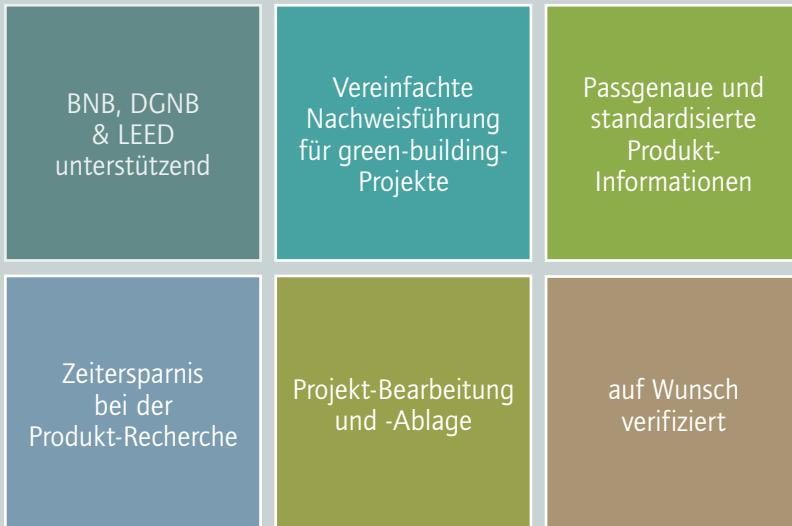 BNB, DGNB
& LEED
unterstützend
Vereinfachte
Nachweisführung
für green-building-
Projekte
Passgenaue und
standardisierte
Produkt-
Informationen
Zeitersparnis
bei der
Produkt-Recherche
Projekt-Bearbeitung
und -Ablage
auf Wunsch
verifiziert